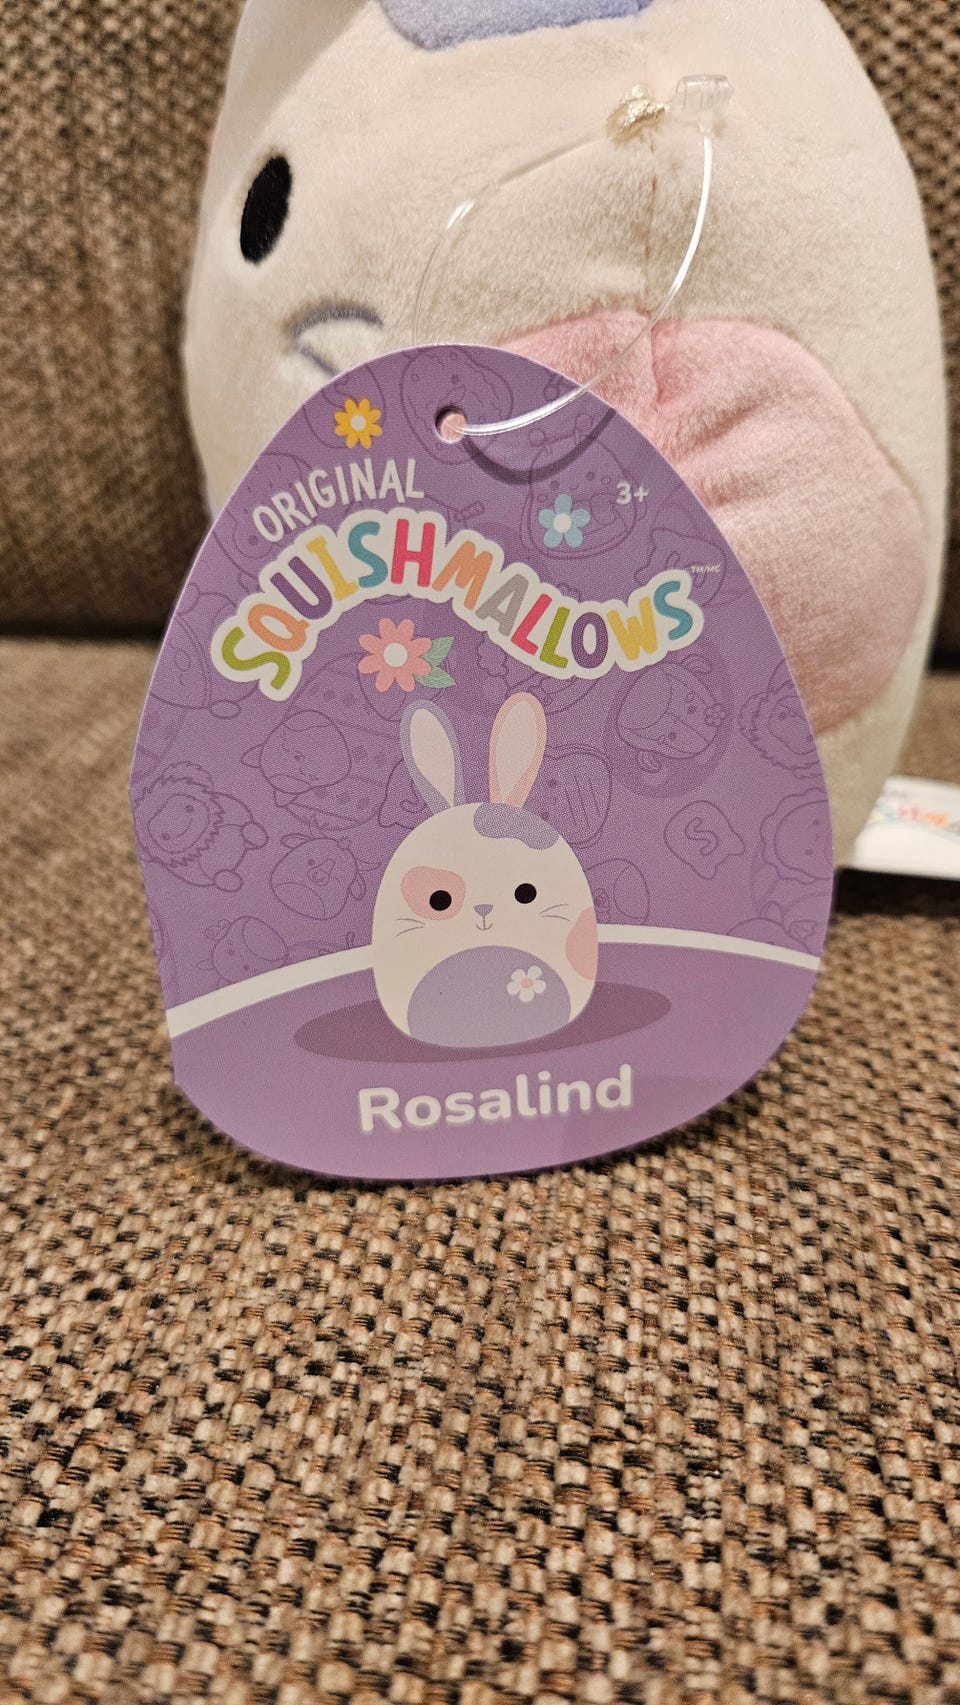 ORIGINAL
3+
SQUISHMALLOWS TM/MC
Rosalind